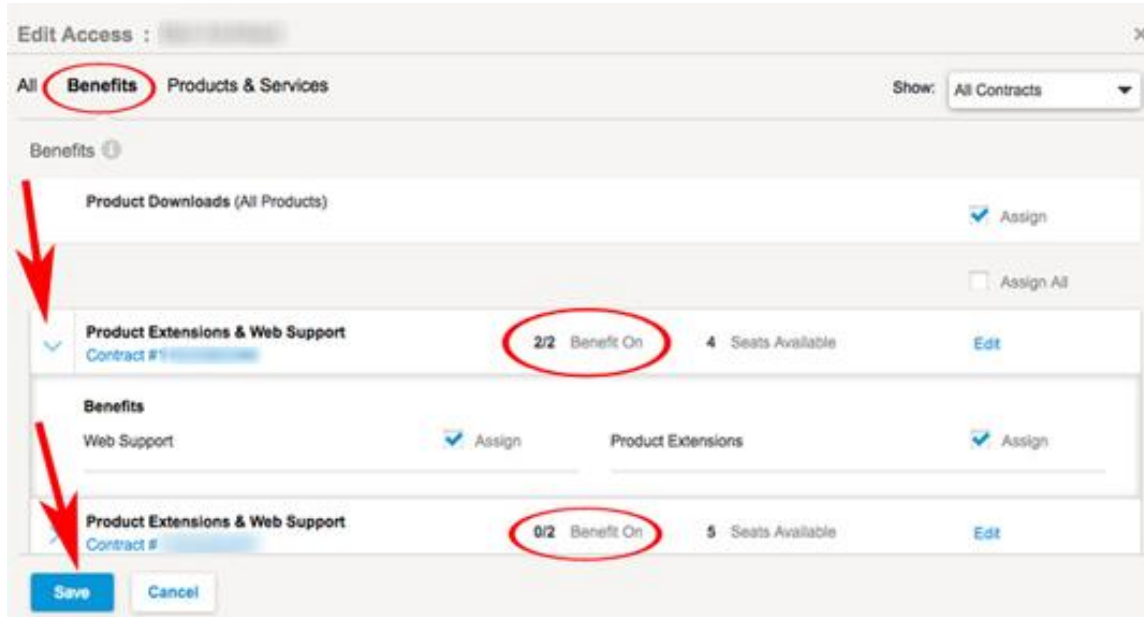 Edit Access :
All Benefits Products & Services Show: All Contracts
Benefits
Product Downloads (All Products)
Assign
Assign All
Product Extensions & Web Support
Contract #
2/2 Benefit On 4 Seats Available Edit
Benefits
Web Support Assign Product Extensions Assign
Product Extensions & Web Support
Contract #
0/2 Benefit On 5 Seats Available Edit
Save Cancel